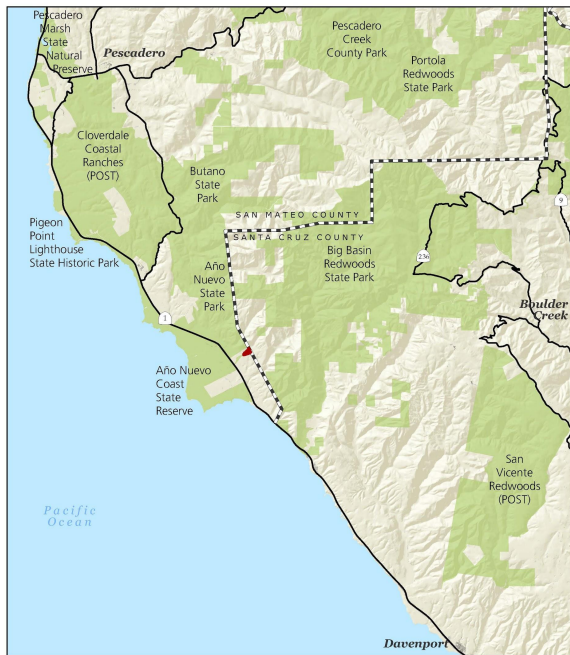 Pescadero
Marsh
State
Natural
Preserve
Pescadero
Pescadero
Creek
County Park
Portola
Redwoods
State Park
Cloverdale
Coastal
Ranches
(POST)
Butano
State
Park
9
SAN MATEO COUNTY
SANTA CRUZ COUNTY
Pigeon
Point
Lighthouse
State Historic Park
Big Basin
Redwoods
State Park
236
Año
Nuevo
State
Park
Boulder
Creek
1
Año Nuevo
Coast
State
Reserve
San
Vicente
Redwoods
(POST)
Pacific
Ocean
Davenport